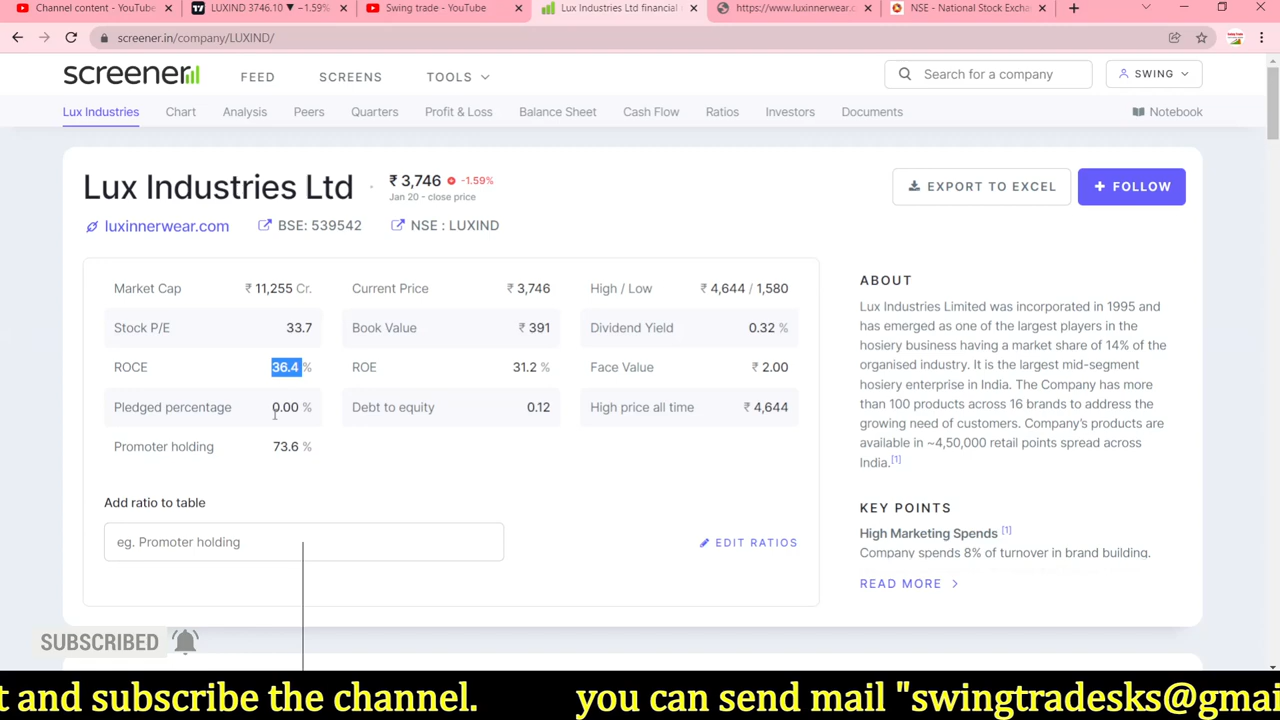 Channel content - YouTube
LUXIND 3746.10 ▼ −1.59%
Swing trade - YouTube
Lux Industries Ltd financial
https://www.luxinnerwear.c
NSE - National Stock Exchan
screener.in/company/LUXIND/
screener
FEED
SCREENS
TOOLS
Search for a company
SWING
Lux Industries
Chart
Analysis
Peers
Quarters
Profit & Loss
Balance Sheet
Cash Flow
Ratios
Investors
Documents
Notebook
Lux Industries Ltd
₹ 3,746 -1.59%
Jan 20 - close price
EXPORT TO EXCEL
+ FOLLOW
luxinnerwear.com
BSE: 539542
NSE : LUXIND
Market Cap ₹ 11,255 Cr.
Current Price ₹ 3,746
High / Low ₹ 4,644 / 1,580
Stock P/E 33.7
Book Value ₹ 391
Dividend Yield 0.32 %
ROCE 36.4 %
ROE 31.2 %
Face Value ₹ 2.00
Pledged percentage 0.00 %
Debt to equity 0.12
High price all time ₹ 4,644
Promoter holding 73.6 %
Add ratio to table
eg. Promoter holding
EDIT RATIOS
ABOUT
Lux Industries Limited was incorporated in 1995 and
has emerged as one of the largest players in the
hosiery business having a market share of 14% of the
organised industry. It is the largest mid-segment
hosiery enterprise in India. The Company has more
than 100 products across 16 brands to address the
growing need of customers. Company's products are
available in ~4,50,000 retail points spread across
India.[1]
KEY POINTS
High Marketing Spends [1]
Company spends 8% of turnover in brand building.
READ MORE >
SUBSCRIBED
t and subscribe the channel. you can send mail "swingtradesks@gmai